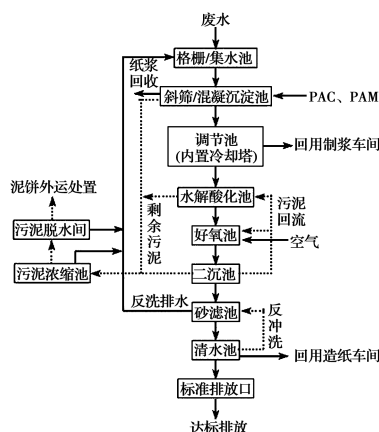 废水
格栅/集水池
纸浆
回收
斜筛/混凝沉淀池
PAC、PAM
调节池
(内置冷却塔)
回用制浆车间
泥饼外运处置
水解酸化池
污泥
回流
剩余污泥
污泥脱水间
好氧池
空气
污泥浓缩池
二沉池
反洗排水
砂滤池
反冲洗
清水池
回用造纸车间
标准排放口
达标排放